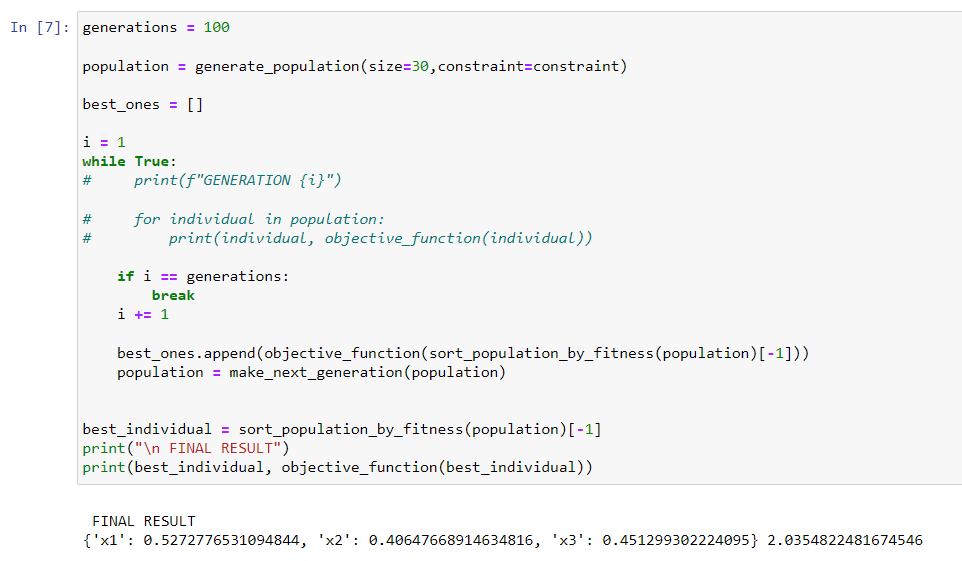 In [7]: generations = 100
population = generate_population(size=30,constraint=constraint)
best_ones = []
i = 1
while True:
#     print(f"GENERATION {i}")
#     for individual in population:
#         print(individual, objective_function(individual))
    if i == generations:
        break
    i += 1
    best_ones.append(objective_function(sort_population_by_fitness(population)[-1]))
    population = make_next_generation(population)
best_individual = sort_population_by_fitness(population)[-1]
print("\n FINAL RESULT")
print(best_individual, objective_function(best_individual))
 FINAL RESULT
{'x1': 0.5272776531094844, 'x2': 0.40647668914634816, 'x3': 0.451299302224095} 2.0354822481674546